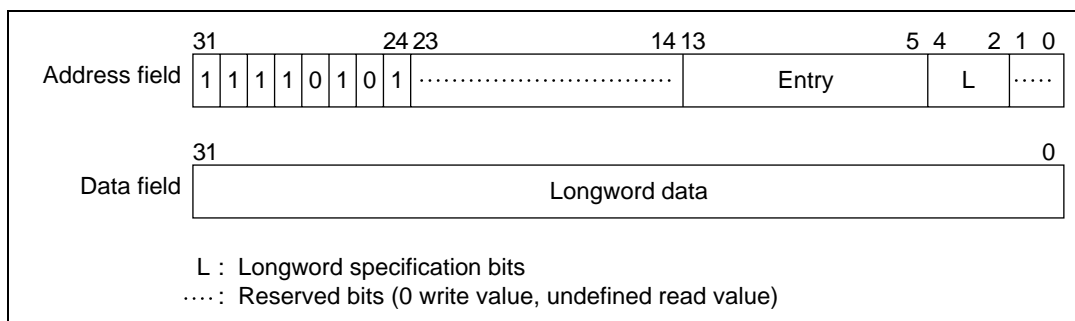 31 24 23 14 13 5 4 2 1 0
Address field 1 1 1 1 0 1 0 1 Entry L
31 0
Data field Longword data
L : Longword specification bits
···· : Reserved bits (0 write value, undefined read value)